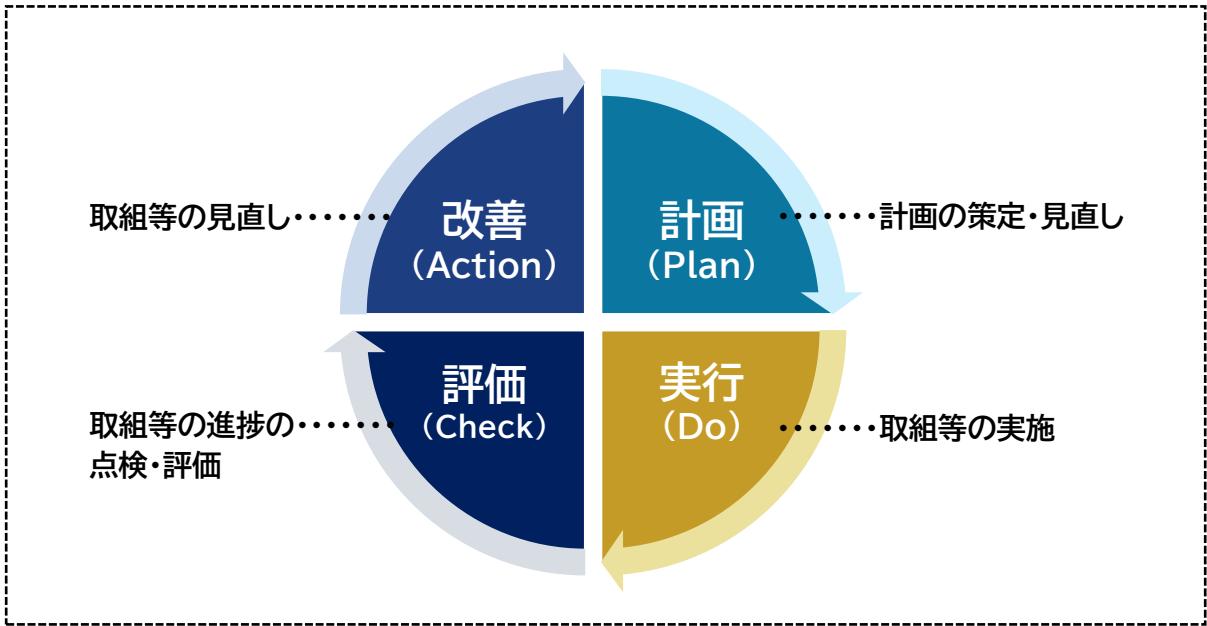 改善
（Action）
計画
（Plan）
取組等の見直し・・・・・・・
・・・・・・・計画の策定・見直し
評価
（Check）
実行
（Do）
取組等の進捗の・・・・・・・
点検・評価
・・・・・・・取組等の実施